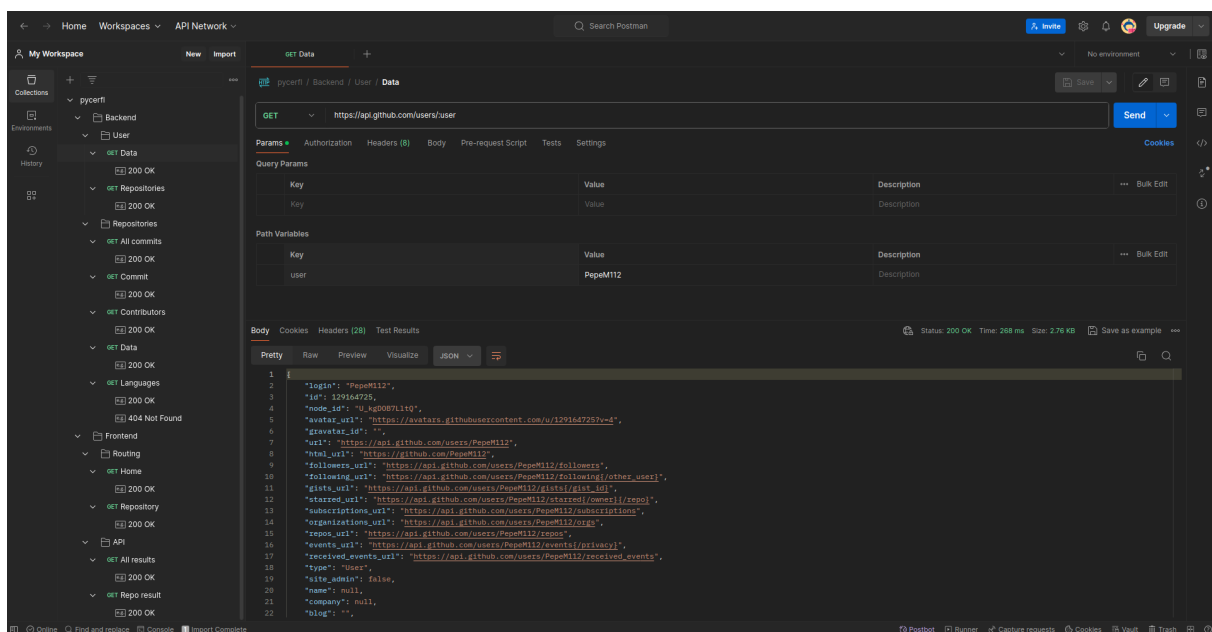 Home Workspaces API Network Search Postman Invite Upgrade
My Workspace New Import GET Data No environment
Collections
Environments
History
pycerfl
Backend
User
GET Data
200 OK
GET Repositories
200 OK
Repositories
GET All commits
200 OK
GET Commit
200 OK
GET Contributors
200 OK
GET Data
200 OK
GET Languages
200 OK
404 Not Found
Frontend
Routing
GET Home
200 OK
GET Repository
200 OK
API
GET All results
200 OK
GET Repo result
200 OK
pycerfl / Backend / User / Data Save
GET https://api.github.com/users/:user Send
Params Authorization Headers (8) Body Pre-request Script Tests Settings Cookies
Query Params
Key Value Description Bulk Edit
Key Value Description
Path Variables
Key Value Description Bulk Edit
user PepeM112 Description
Body Cookies Headers (28) Test Results Status: 200 OK Time: 268 ms Size: 2.76 KB Save as example
Pretty Raw Preview Visualize JSON
1 {
2 "login": "PepeM112",
3 "id": 129164725,
4 "node_id": "U_kgDOB7LltQ",
5 "avatar_url": "https://avatars.githubusercontent.com/u/129164725?v=4",
6 "gravatar_id": "",
7 "url": "https://api.github.com/users/PepeM112",
8 "html_url": "https://github.com/PepeM112",
9 "followers_url": "https://api.github.com/users/PepeM112/followers",
10 "following_url": "https://api.github.com/users/PepeM112/following{/other_user}",
11 "gists_url": "https://api.github.com/users/PepeM112/gists{/gist_id}",
12 "starred_url": "https://api.github.com/users/PepeM112/starred{/owner}{/repo}",
13 "subscriptions_url": "https://api.github.com/users/PepeM112/subscriptions",
14 "organizations_url": "https://api.github.com/users/PepeM112/orgs",
15 "repos_url": "https://api.github.com/users/PepeM112/repos",
16 "events_url": "https://api.github.com/users/PepeM112/events{/privacy}",
17 "received_events_url": "https://api.github.com/users/PepeM112/received_events",
18 "type": "User",
19 "site_admin": false,
20 "name": null,
21 "company": null,
22 "blog": "",
Online Find and replace Console Import Complete Postbot Runner Capture requests Cookies Vault Trash